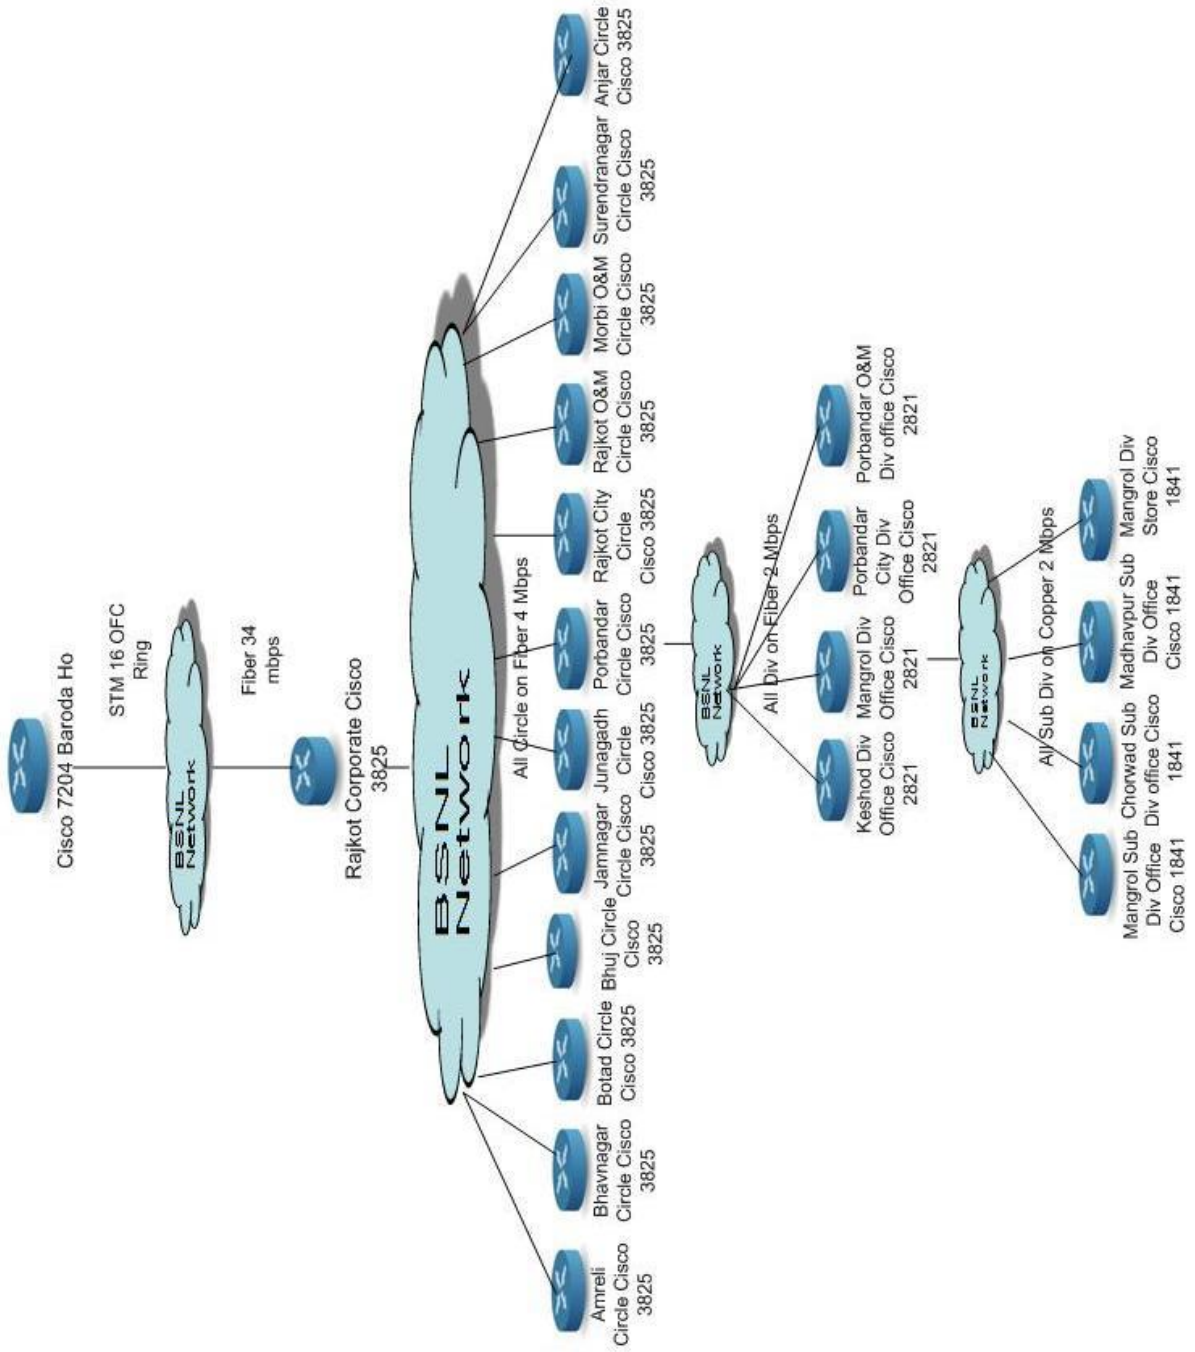 Cisco 7204 Baroda Ho
STM 16 OFC
Ring
BSNL
Network
Fiber 34
mbps
Rajkot Corporate Cisco
3825
BSNL
Network
All Circle on Fiber 4 Mbps
Amreli
Circle Cisco
3825
Bhavnagar
Circle Cisco
3825
Botad Circle
Cisco 3825
Bhuj Circle
Cisco
3825
Jamnagar
Circle Cisco
3825
Junagadh
Circle
Cisco 3825
Porbandar
Circle Cisco
3825
Rajkot City
Circle
Cisco 3825
Rajkot O&M
Circle Cisco
3825
Morbi O&M
Circle Cisco
3825
Surendranagar
Circle Cisco
3825
Anjar Circle
Cisco 3825
BSNL
Network
All Div on Fiber 2 Mbps
Keshod Div
Office Cisco
2821
Mangrol Div
Office Cisco
2821
Porbandar
City Div
Office Cisco
2821
Porbandar O&M
Div office Cisco
2821
BSNL
Network
All Sub Div on Copper 2 Mbps
Mangrol Sub
Div Office
Cisco 1841
Chorwad Sub
Div office Cisco
1841
Madhavpur Sub
Div Office
Cisco 1841
Mangrol Div
Store Cisco
1841